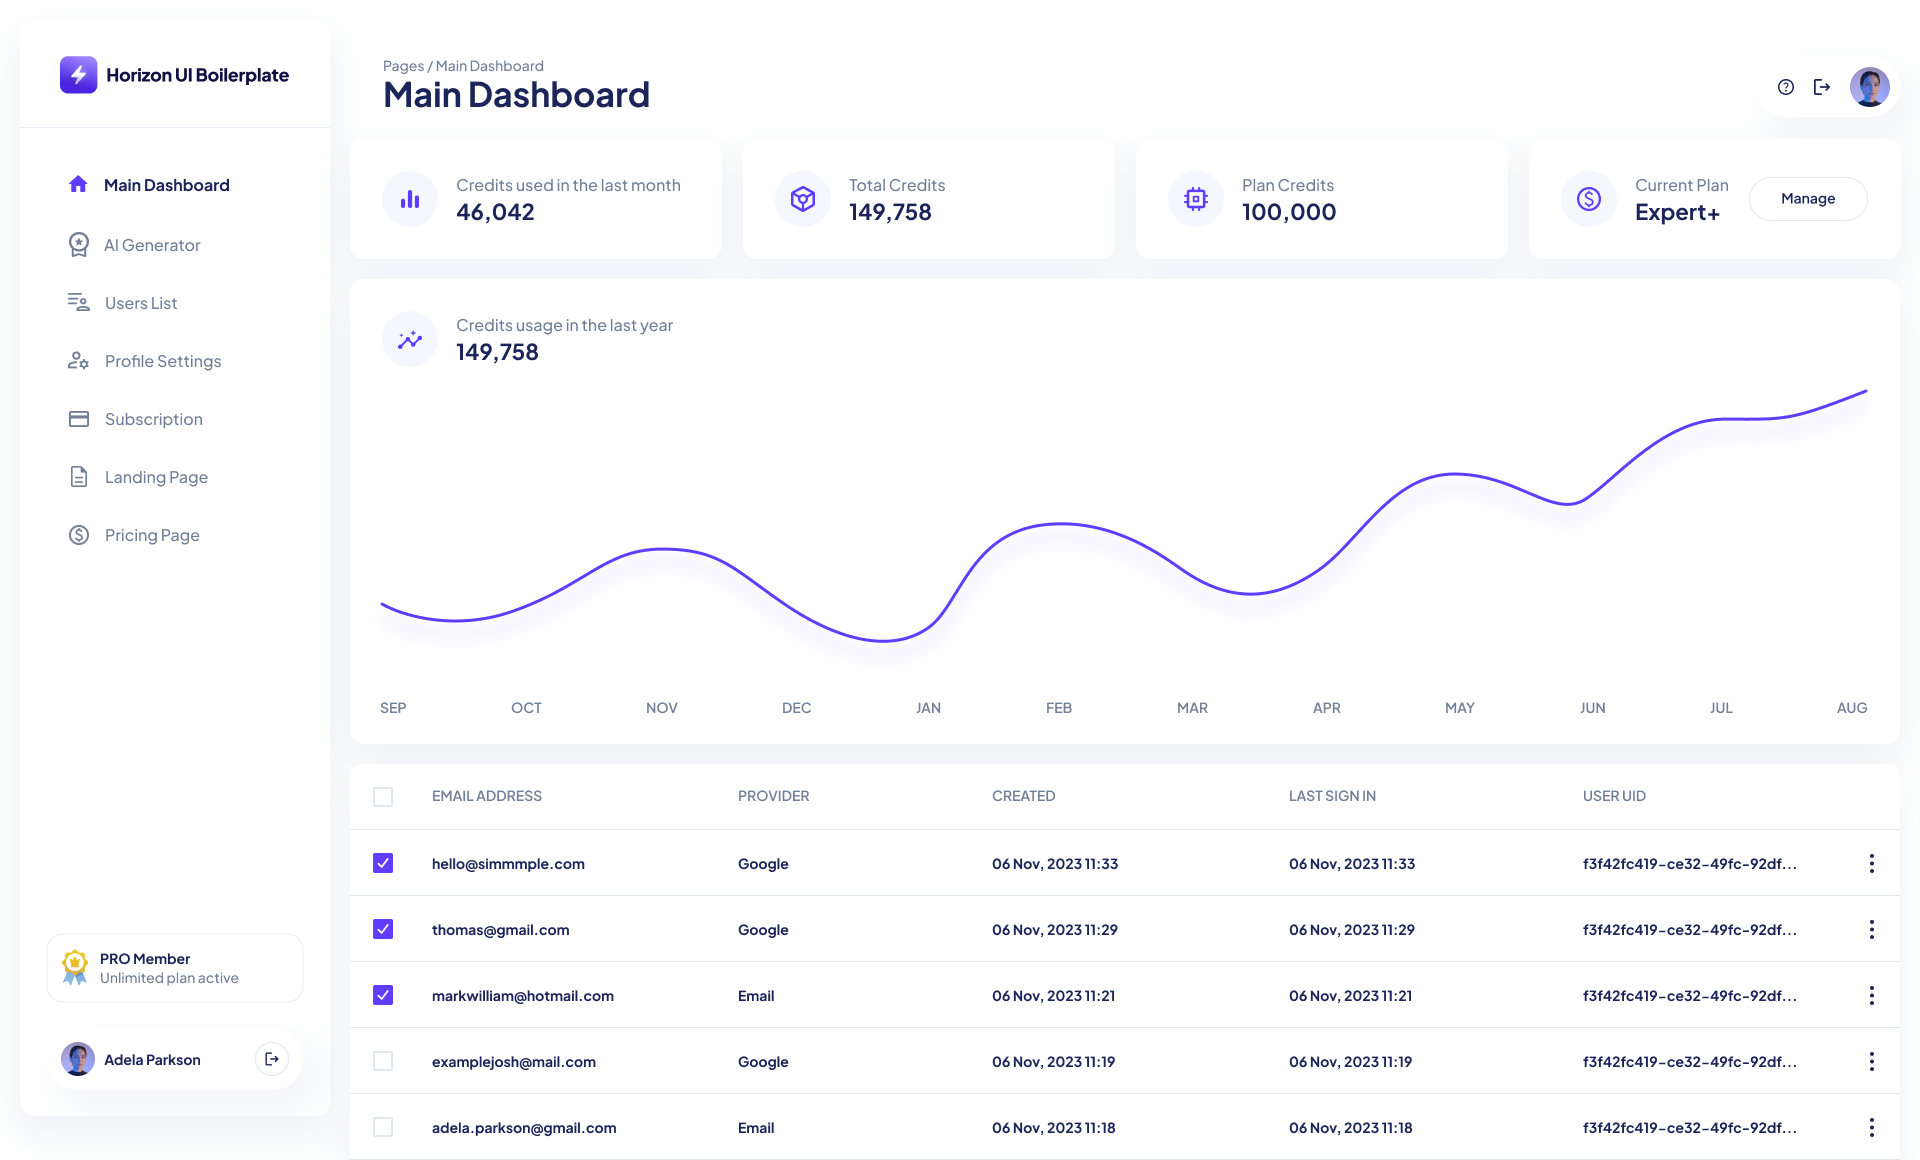 Horizon UI Boilerplate
Main Dashboard
AI Generator
Users List
Profile Settings
Subscription
Landing Page
Pricing Page
PRO Member
Unlimited plan active
Adela Parkson
Pages / Main Dashboard
Main Dashboard
Credits used in the last month
46,042
Total Credits
149,758
Plan Credits
100,000
Current Plan
Expert+
Manage
Credits usage in the last year
149,758
SEP OCT NOV DEC JAN FEB MAR APR MAY JUN JUL AUG
EMAIL ADDRESS PROVIDER CREATED LAST SIGN IN USER UID
hello@simmmple.com Google 06 Nov, 2023 11:33 06 Nov, 2023 11:33 f3f42fc419-ce32-49fc-92df...
thomas@gmail.com Google 06 Nov, 2023 11:29 06 Nov, 2023 11:29 f3f42fc419-ce32-49fc-92df...
markwilliam@hotmail.com Email 06 Nov, 2023 11:21 06 Nov, 2023 11:21 f3f42fc419-ce32-49fc-92df...
examplejosh@mail.com Google 06 Nov, 2023 11:19 06 Nov, 2023 11:19 f3f42fc419-ce32-49fc-92df...
adela.parkson@gmail.com Email 06 Nov, 2023 11:18 06 Nov, 2023 11:18 f3f42fc419-ce32-49fc-92df...